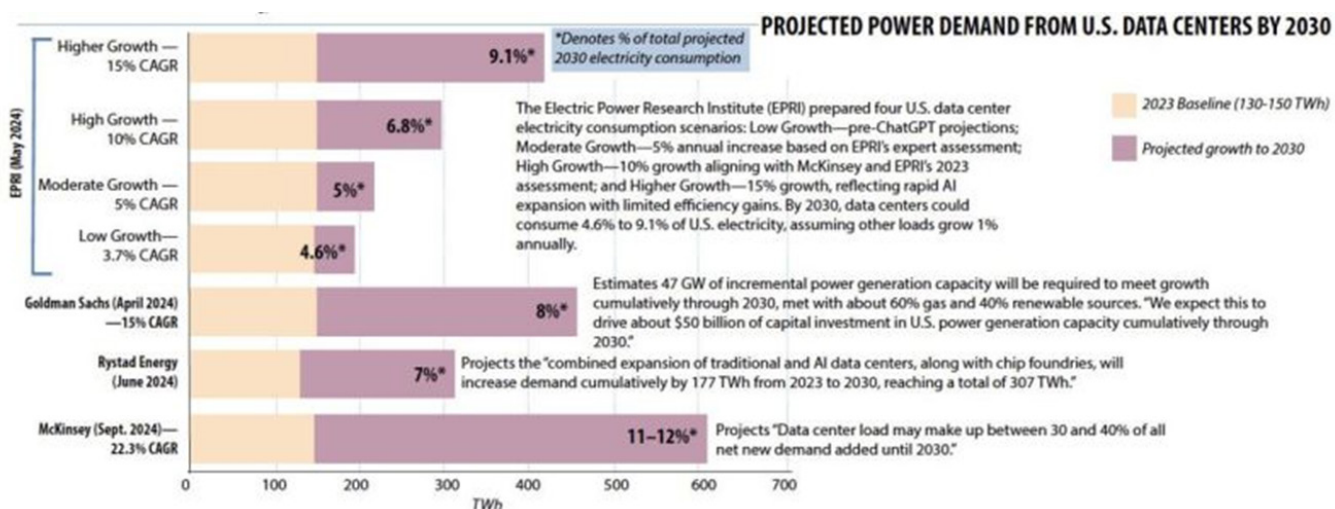 PROJECTED POWER DEMAND FROM U.S. DATA CENTERS BY 2030
*Denotes % of total projected
2030 electricity consumption
2023 Baseline (130-150 TWh)
Projected growth to 2030
EPRI (May 2024)
Higher Growth —
15% CAGR
9.1%*
High Growth —
10% CAGR
6.8%*
Moderate Growth —
5% CAGR
5%*
Low Growth—
3.7% CAGR
4.6%*
The Electric Power Research Institute (EPRI) prepared four U.S. data center
electricity consumption scenarios: Low Growth—pre-ChatGPT projections;
Moderate Growth—5% annual increase based on EPRI's expert assessment;
High Growth—10% growth aligning with McKinsey and EPRI's 2023
assessment; and Higher Growth—15% growth, reflecting rapid AI
expansion with limited efficiency gains. By 2030, data centers could
consume 4.6% to 9.1% of U.S. electricity, assuming other loads grow 1%
annually.
Goldman Sachs (April 2024)
—15% CAGR
8%*
Estimates 47 GW of incremental power generation capacity will be required to meet growth
cumulatively through 2030, met with about 60% gas and 40% renewable sources. "We expect this to
drive about $50 billion of capital investment in U.S. power generation capacity cumulatively through
2030."
Rystad Energy
(June 2024)
7%*
Projects the "combined expansion of traditional and AI data centers, along with chip foundries, will
increase demand cumulatively by 177 TWh from 2023 to 2030, reaching a total of 307 TWh."
McKinsey (Sept. 2024)—
22.3% CAGR
11–12%*
Projects "Data center load may make up between 30 and 40% of all
net new demand added until 2030."
0 100 200 300 400 500 600 700
TWh